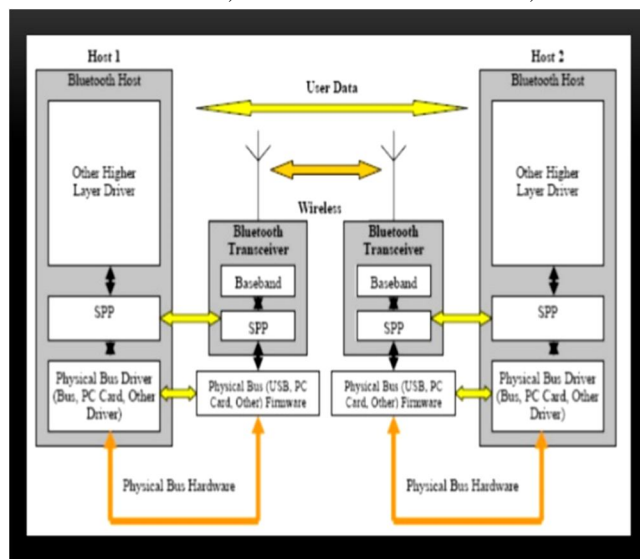 Host 1
Host 2
Bluetooth Host
Bluetooth Host
User Data
Other Higher
Layer Driver
Other Higher
Layer Driver
Wireless
Bluetooth
Transceiver
Bluetooth
Transceiver
Baseband
Baseband
SPP
SPP
SPP
SPP
Physical Bus Driver
(Bus, PC Card, Other
Driver)
Physical Bus (USB, PC
Card, Other) Firmware
Physical Bus (USB, PC
Card, Other) Firmware
Physical Bus Driver
(Bus, PC Card, Other
Driver)
Physical Bus Hardware
Physical Bus Hardware